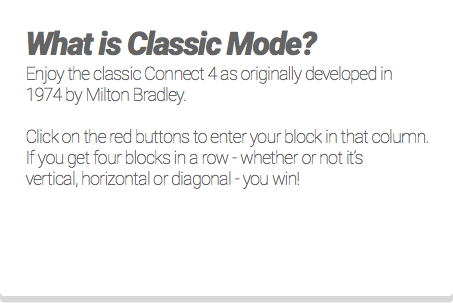 What is Classic Mode?
Enjoy the classic Connect 4 as originally developed in
1974 by Milton Bradley.
Click on the red buttons to enter your block in that column.
If you get four blocks in a row - whether or not it's
vertical, horizontal or diagonal - you win!